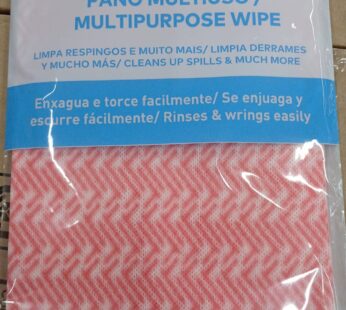 PANO MULTIUSO /
MULTIPURPOSE WIPE
LIMPA RESPINGOS E MUITO MAIS/ LIMPIA DERRAMES
Y MUCHO MÁS/ CLEANS UP SPILLS & MUCH MORE
Enxagua e torce facilmente/ Se enjuaga y
escurre fácilmente/ Rinses & wrings easily